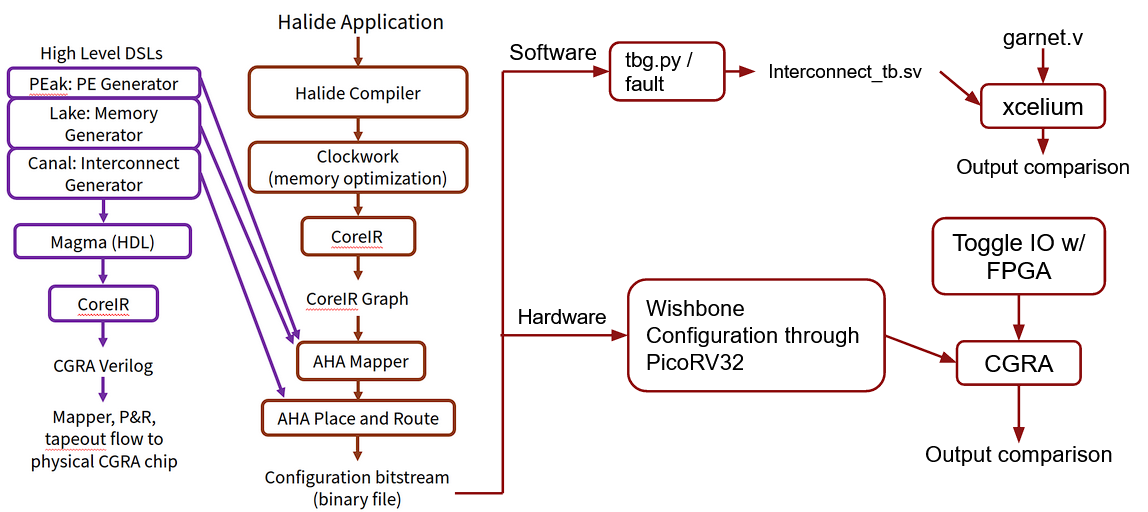 High Level DSLs
PEak: PE Generator
Lake: Memory
Generator
Canal: Interconnect
Generator
Magma (HDL)
CoreIR
CGRA Verilog
Mapper, P&R,
tapeout flow to
physical CGRA chip
Halide Application
Halide Compiler
Clockwork
(memory optimization)
CoreIR
CoreIR Graph
AHA Mapper
AHA Place and Route
Configuration bitstream
(binary file)
Software
tbg.py /
fault
Interconnect_tb.sv
garnet.v
xcelium
Output comparison
Hardware
Wishbone
Configuration through
PicoRV32
Toggle IO w/
FPGA
CGRA
Output comparison